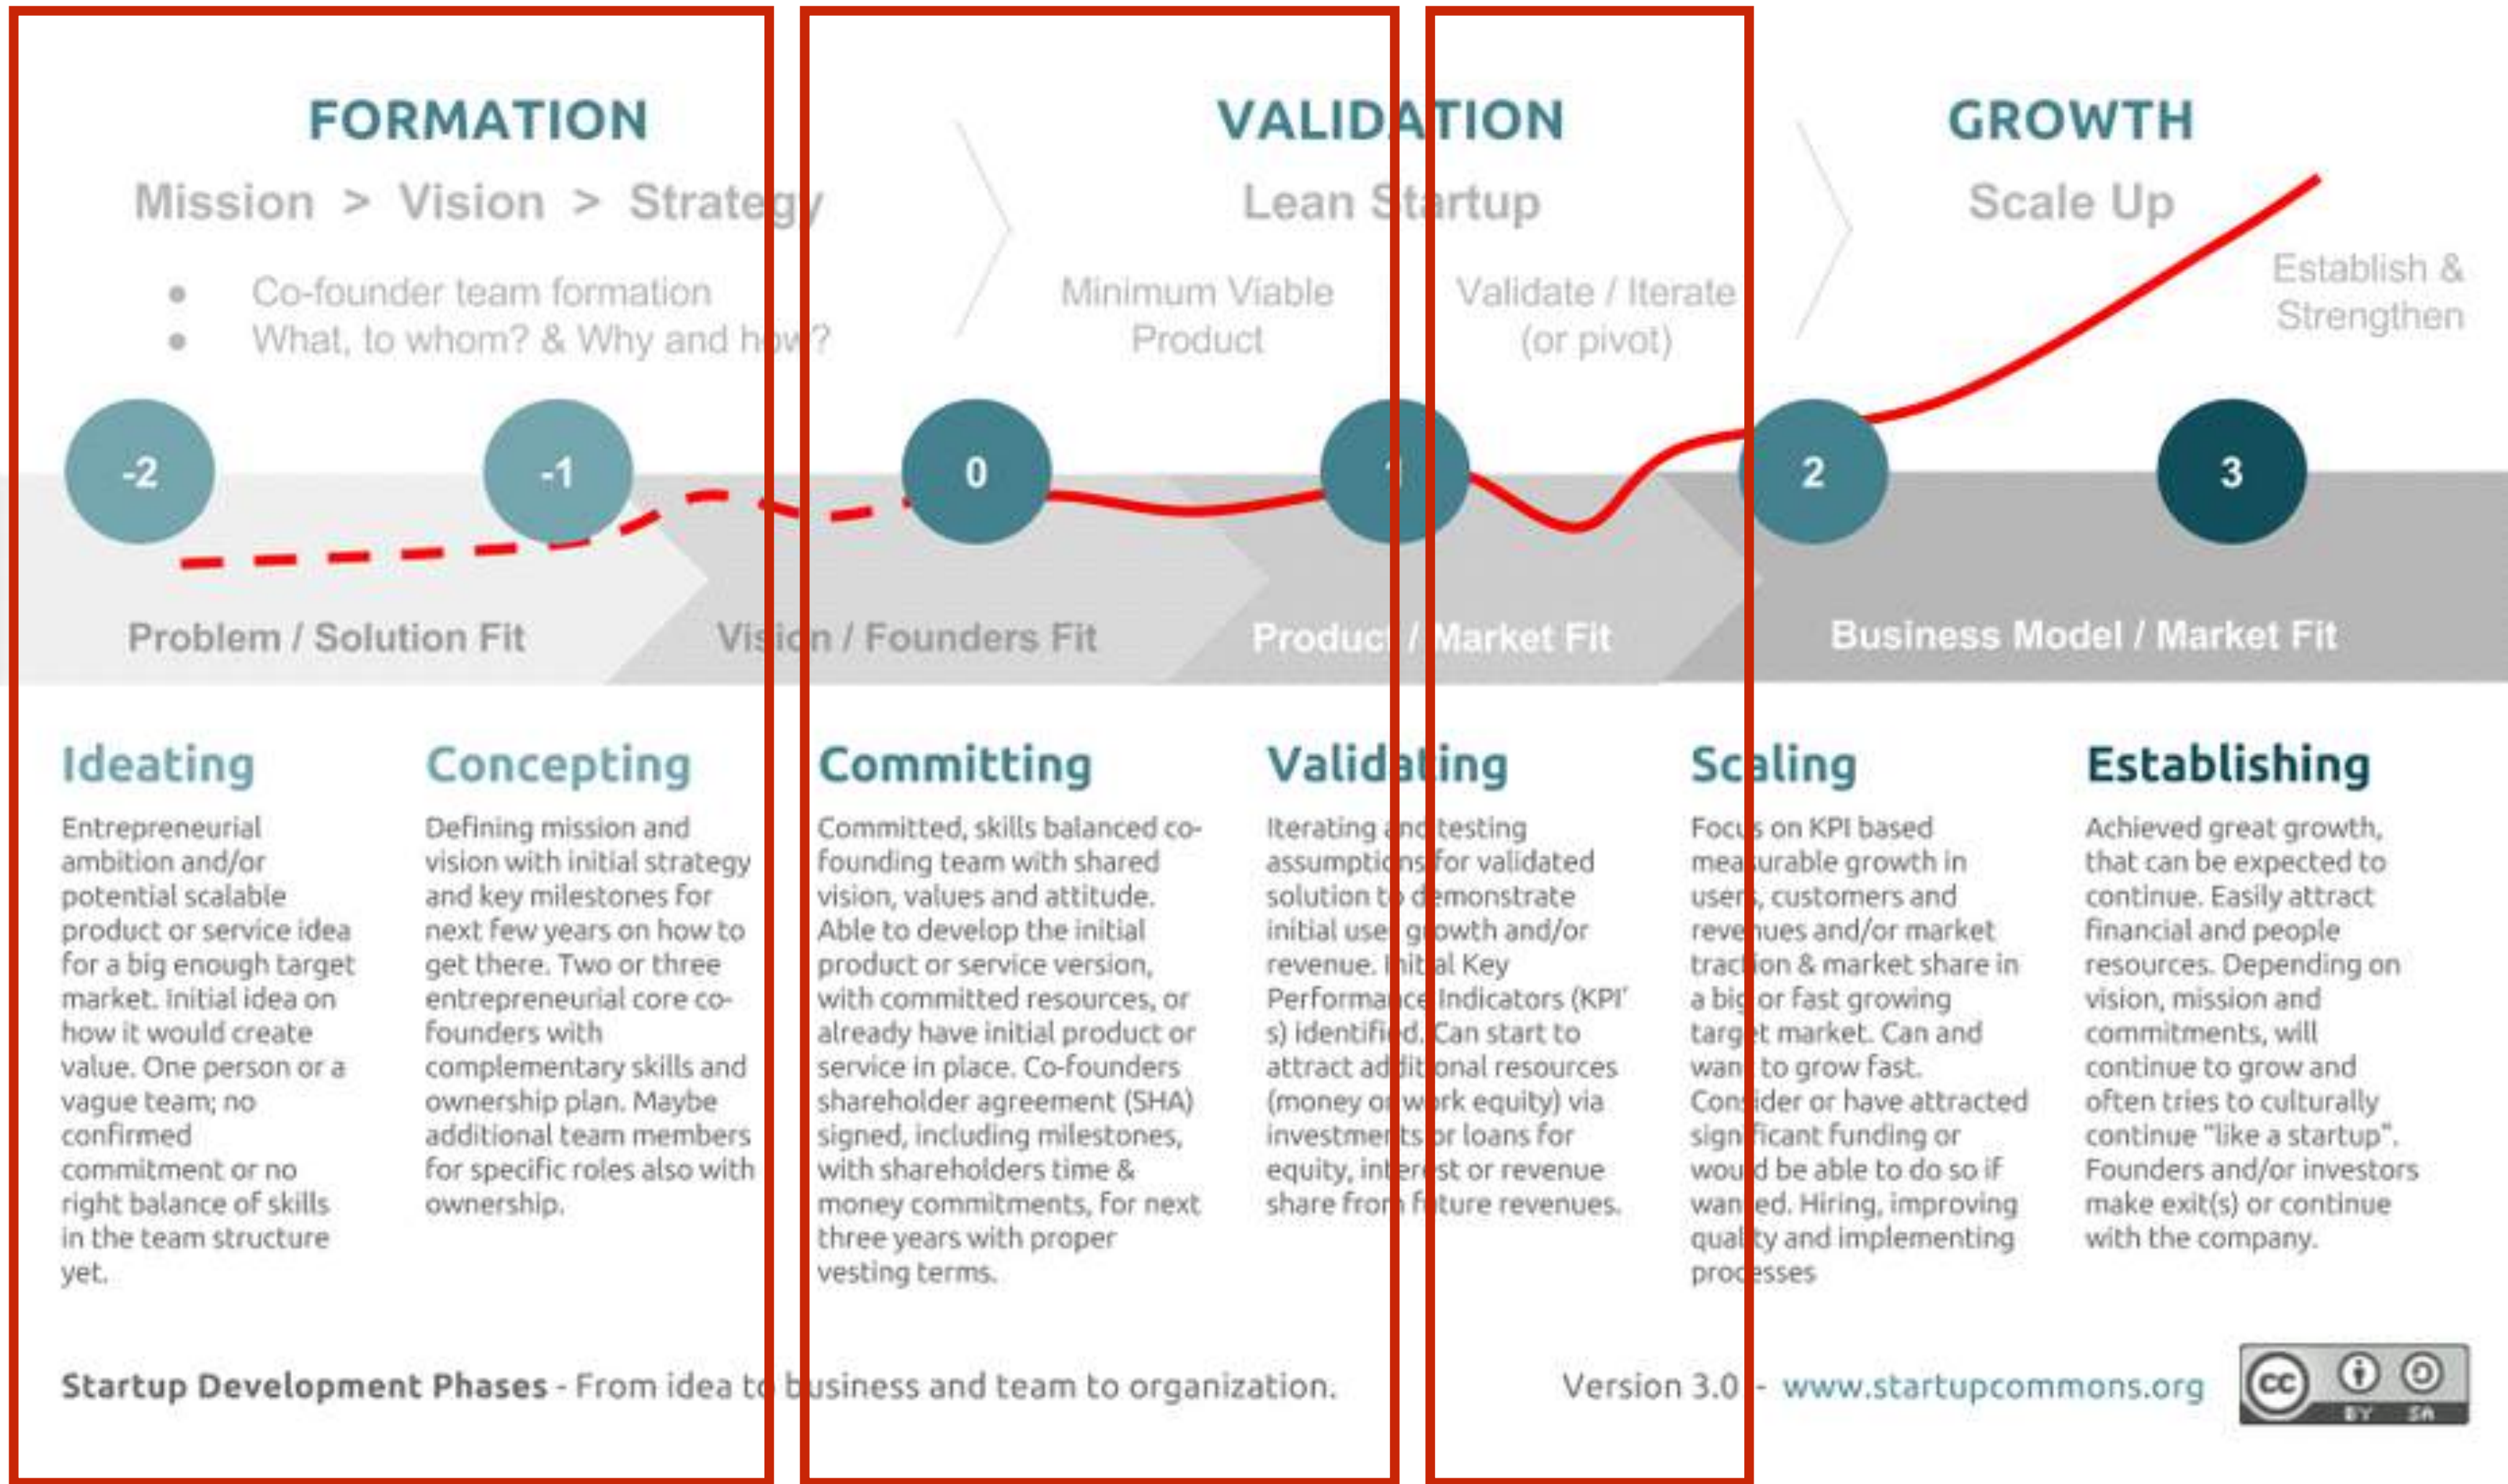 FORMATION
Mission > Vision > Strategy
• Co-founder team formation
• What, to whom? & Why and how?
VALIDATION
Lean Startup
Minimum Viable
Product
Validate / Iterate
(or pivot)
GROWTH
Scale Up
Establish &
Strengthen
-2
-1
0
1
2
3
Problem / Solution Fit
Vision / Founders Fit
Product / Market Fit
Business Model / Market Fit
Ideating
Entrepreneurial
ambition and/or
potential scalable
product or service idea
for a big enough target
market. Initial idea on
how it would create
value. One person or a
vague team; no
confirmed
commitment or no
right balance of skills
in the team structure
yet.
Concepting
Defining mission and
vision with initial strategy
and key milestones for
next few years on how to
get there. Two or three
entrepreneurial core co-
founders with
complementary skills and
ownership plan. Maybe
additional team members
for specific roles also with
ownership.
Committing
Committed, skills balanced co-
founding team with shared
vision, values and attitude.
Able to develop the initial
product or service version,
with committed resources, or
already have initial product or
service in place. Co-founders
shareholder agreement (SHA)
signed, including milestones,
with shareholders time &
money commitments, for next
three years with proper
vesting terms.
Validating
Iterating and testing
assumptions for validated
solution to demonstrate
initial user growth and/or
revenue. Initial Key
Performance Indicators (KPI'
s) identified. Can start to
attract additional resources
(money or work equity) via
investments or loans for
equity, interest or revenue
share from future revenues.
Scaling
Focus on KPI based
measurable growth in
users, customers and
revenues and/or market
traction & market share in
a big or fast growing
target market. Can and
want to grow fast.
Consider or have attracted
significant funding or
would be able to do so if
wanted. Hiring, improving
quality and implementing
processes
Establishing
Achieved great growth,
that can be expected to
continue. Easily attract
financial and people
resources. Depending on
vision, mission and
commitments, will
continue to grow and
often tries to culturally
continue "like a startup".
Founders and/or investors
make exit(s) or continue
with the company.
Startup Development Phases - From idea to business and team to organization.
Version 3.0 - www.startupcommons.org
cc
BY SA